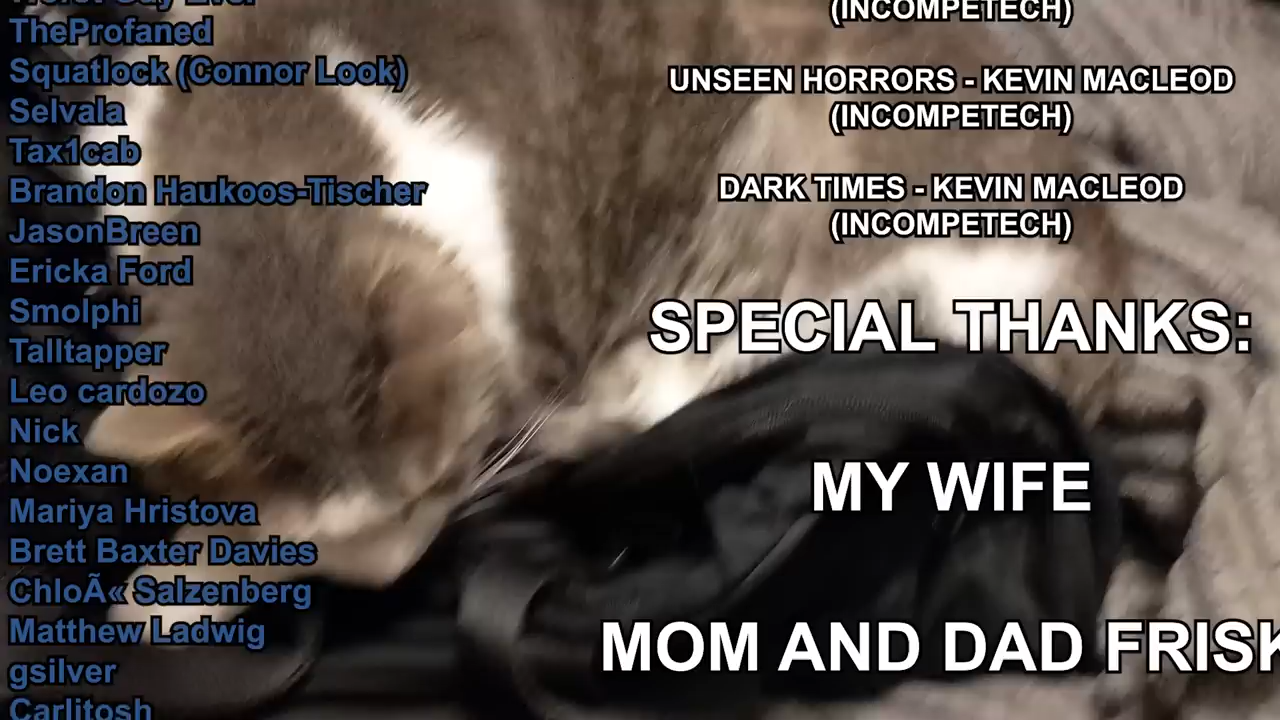 TheProfaned
Squatlock (Connor Look)
Selvala
Tax1cab
Brandon Haukoos-Tischer
JasonBreen
Ericka Ford
Smolphi
Talltapper
Leo cardozo
Nick
Noexan
Mariya Hristova
Brett Baxter Davies
ChloÃ« Salzenberg
Matthew Ladwig
gsilver
Carlitosh
(INCOMPETECH)
UNSEEN HORRORS - KEVIN MACLEOD
(INCOMPETECH)
DARK TIMES - KEVIN MACLEOD
(INCOMPETECH)
SPECIAL THANKS:
MY WIFE
MOM AND DAD FRISK